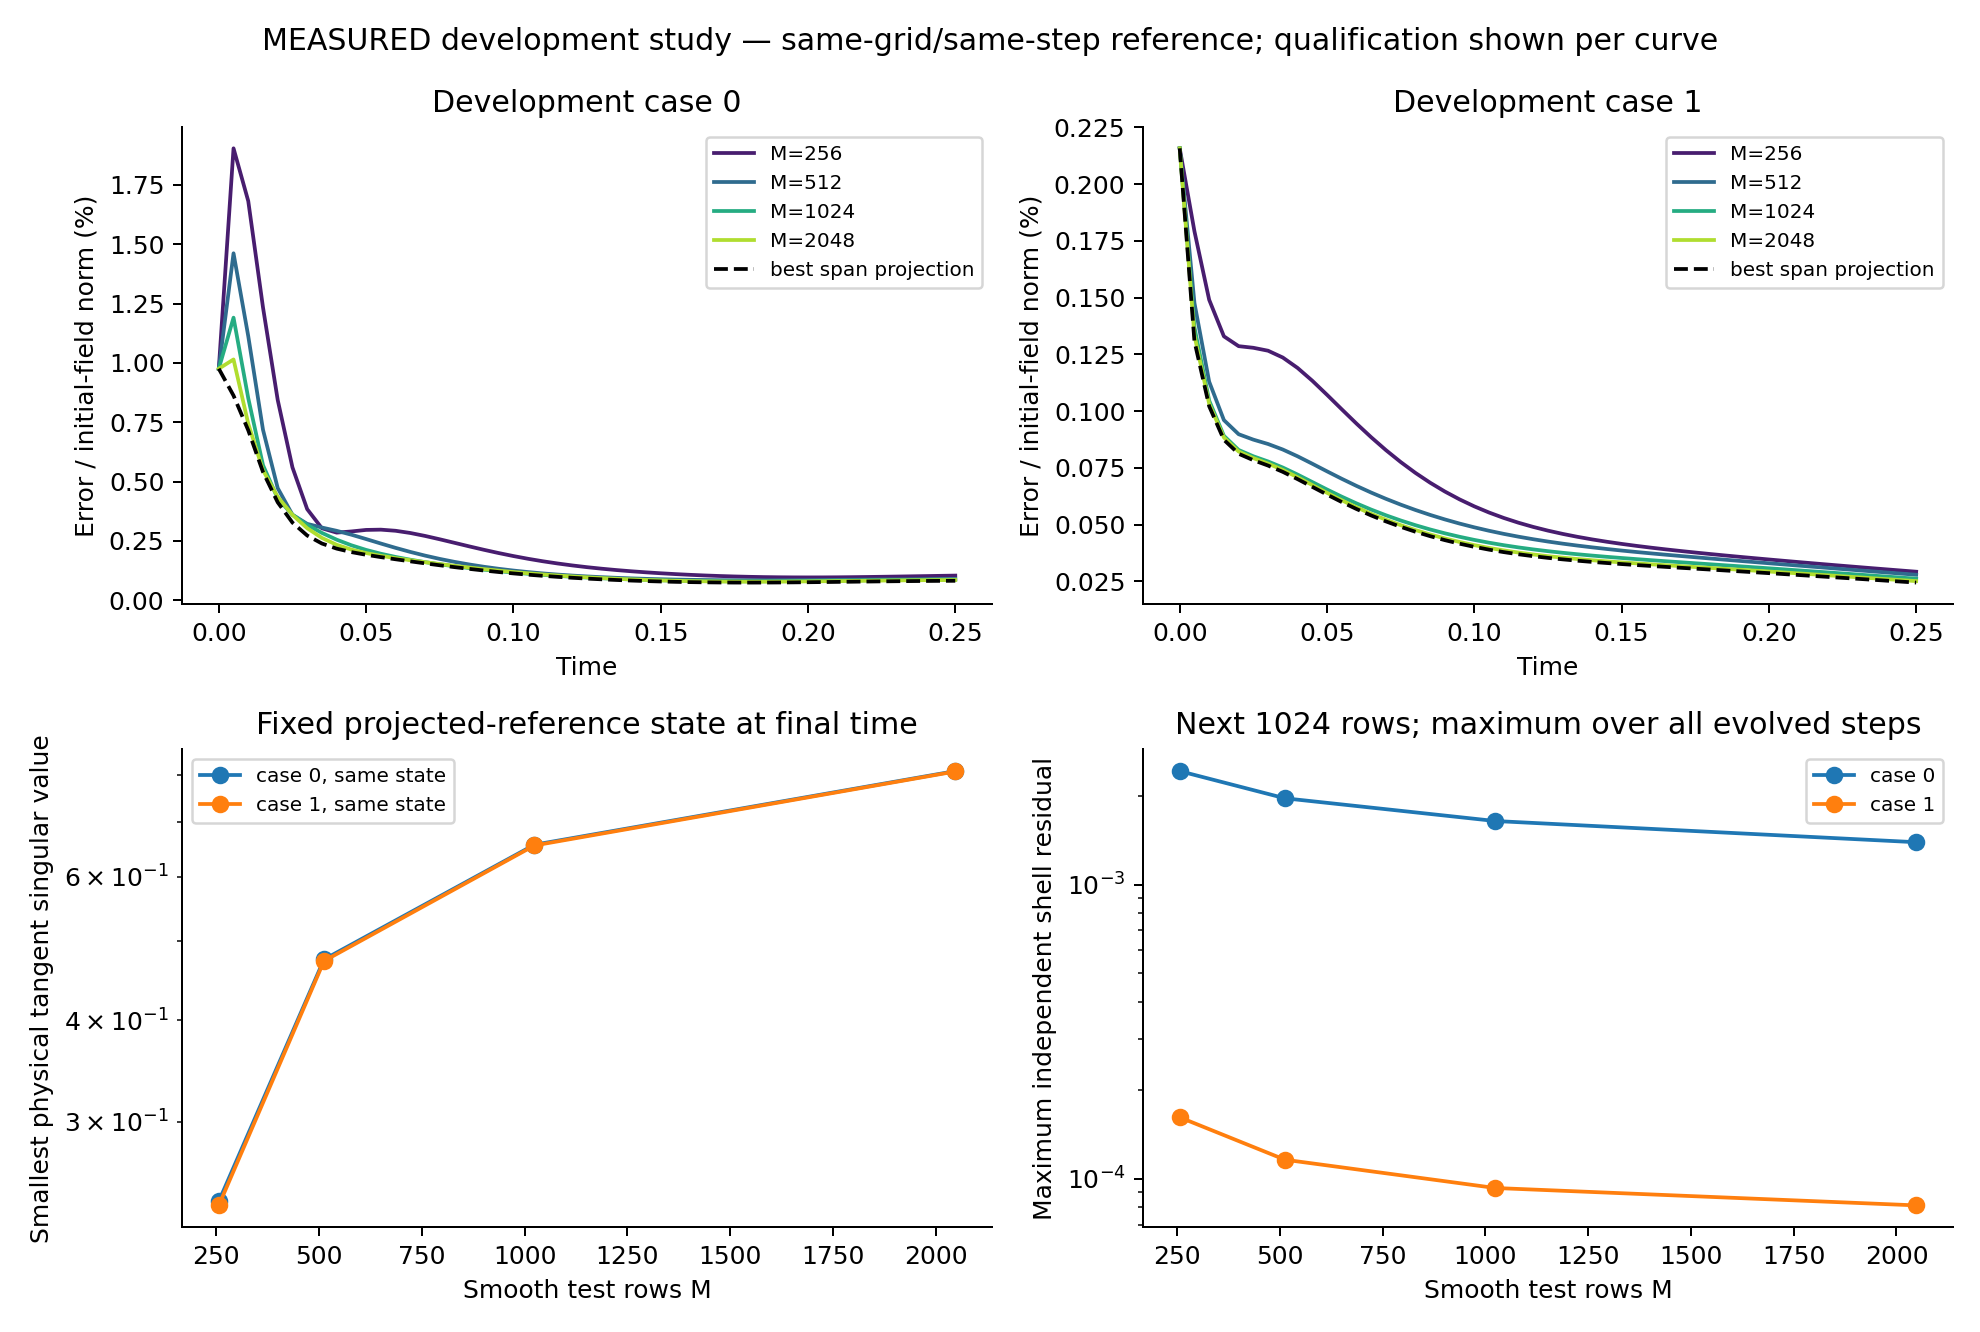 MEASURED development study — same-grid/same-step reference; qualification shown per curve
Development case 0
Error / initial-field norm (%)
1.75
1.50
1.25
1.00
0.75
0.50
0.25
0.00
M=256
M=512
M=1024
M=2048
best span projection
0.00 0.05 0.10 0.15 0.20 0.25
Time
Development case 1
Error / initial-field norm (%)
0.225
0.200
0.175
0.150
0.125
0.100
0.075
0.050
0.025
M=256
M=512
M=1024
M=2048
best span projection
0.00 0.05 0.10 0.15 0.20 0.25
Time
Fixed projected-reference state at final time
Smallest physical tangent singular value
6 × 10⁻¹
4 × 10⁻¹
3 × 10⁻¹
case 0, same state
case 1, same state
250 500 750 1000 1250 1500 1750 2000
Smooth test rows M
Next 1024 rows; maximum over all evolved steps
Maximum independent shell residual
10⁻³
10⁻⁴
case 0
case 1
250 500 750 1000 1250 1500 1750 2000
Smooth test rows M